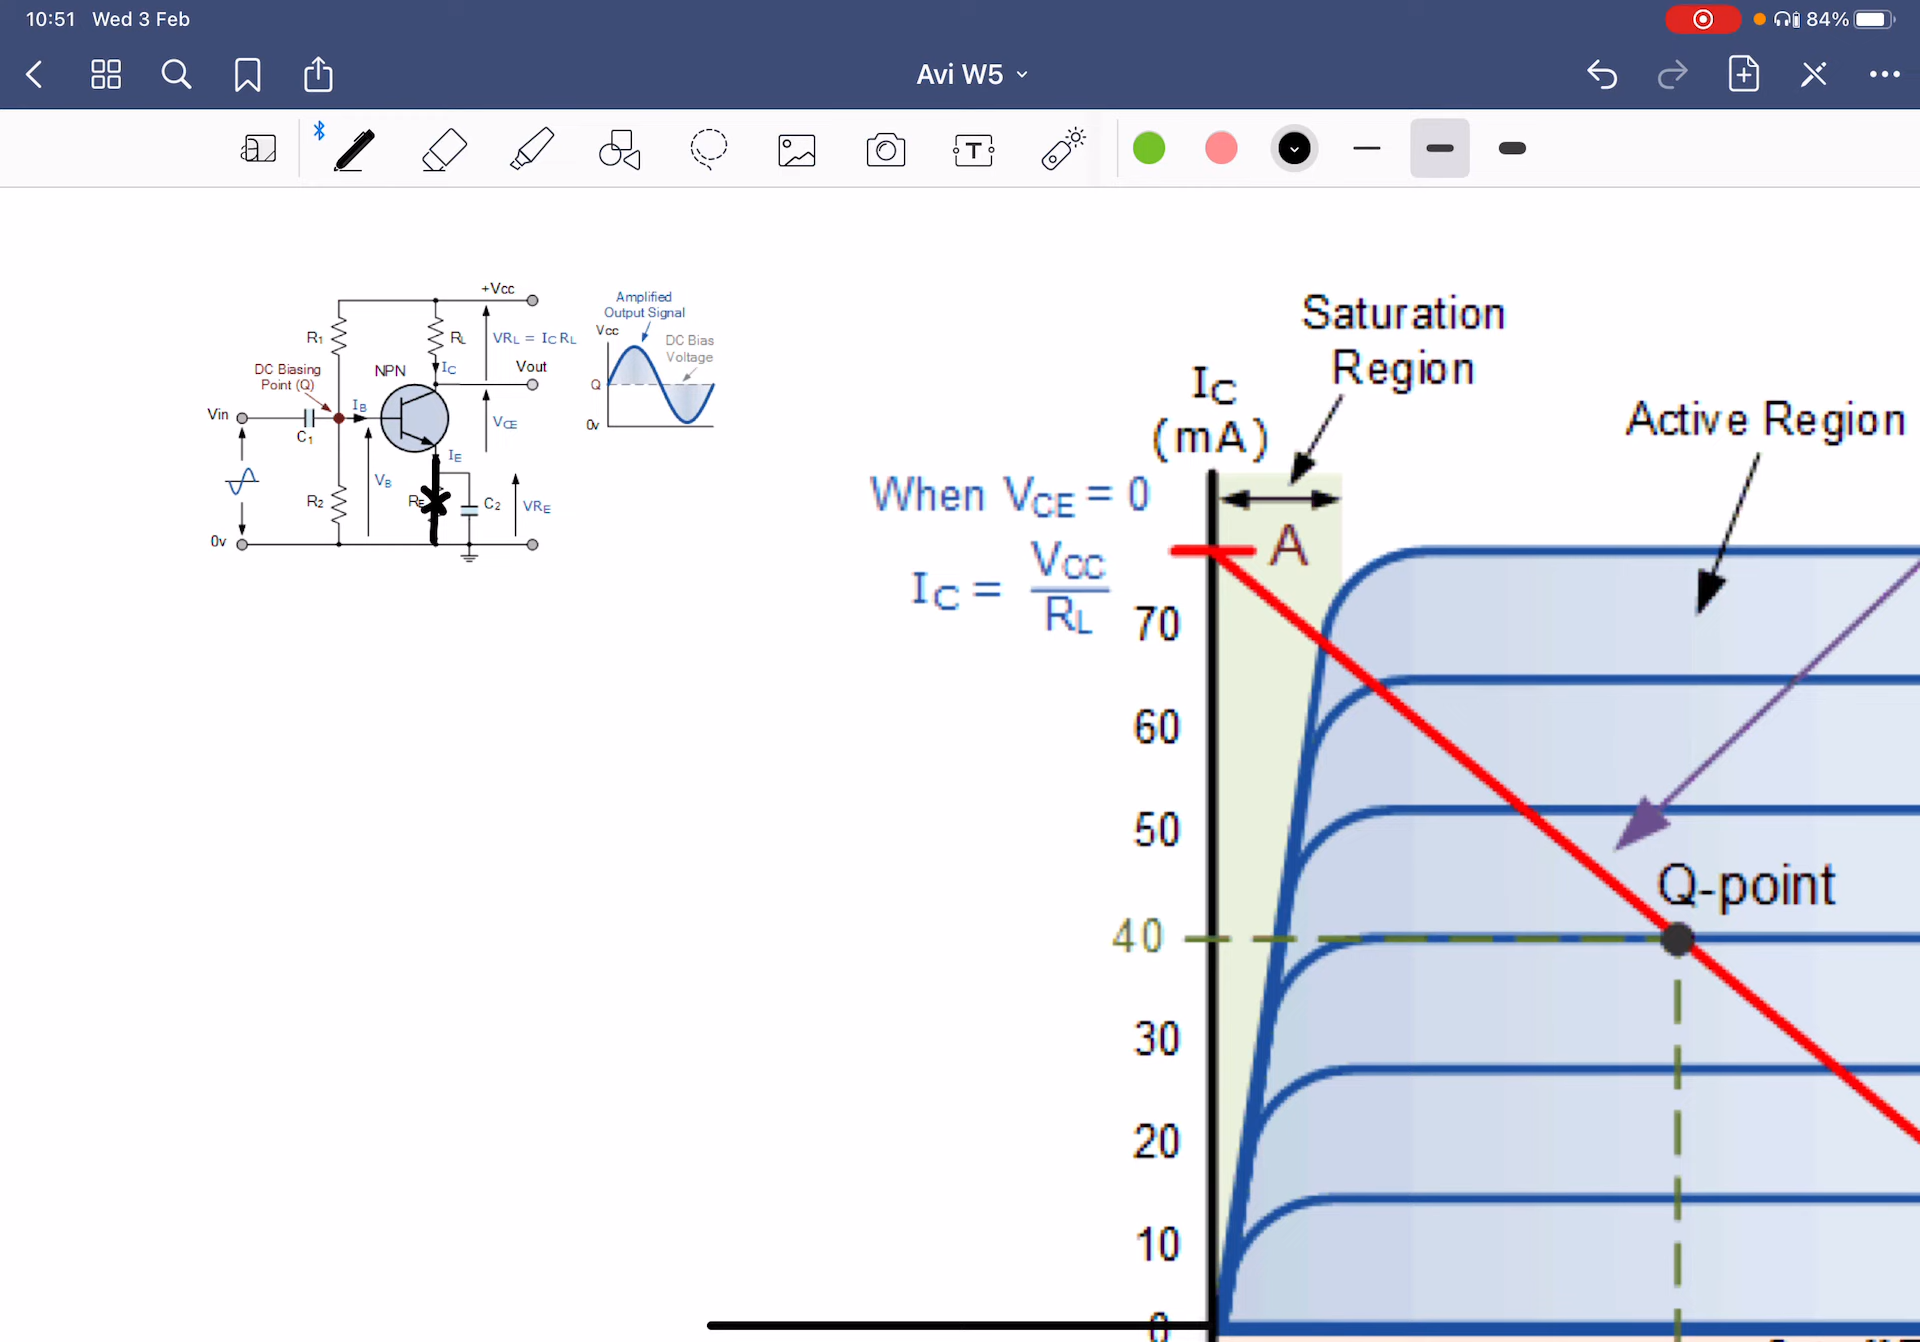 10:51 Wed 3 Feb
84%
Avi W5
T
+Vcc
R1
RL
VRL = IC RL
IC
Vout
DC Biasing
Point (Q)
NPN
Vin
C1
IB
VCE
IE
VB
R2
RE
C2
VRE
0v
Amplified
Output Signal
Vcc
DC Bias
Voltage
Q
0v
Saturation
Region
IC
(mA)
Active Region
When VCE = 0
IC = VCC
RL
A
70
60
50
Q-point
40
30
20
10
0